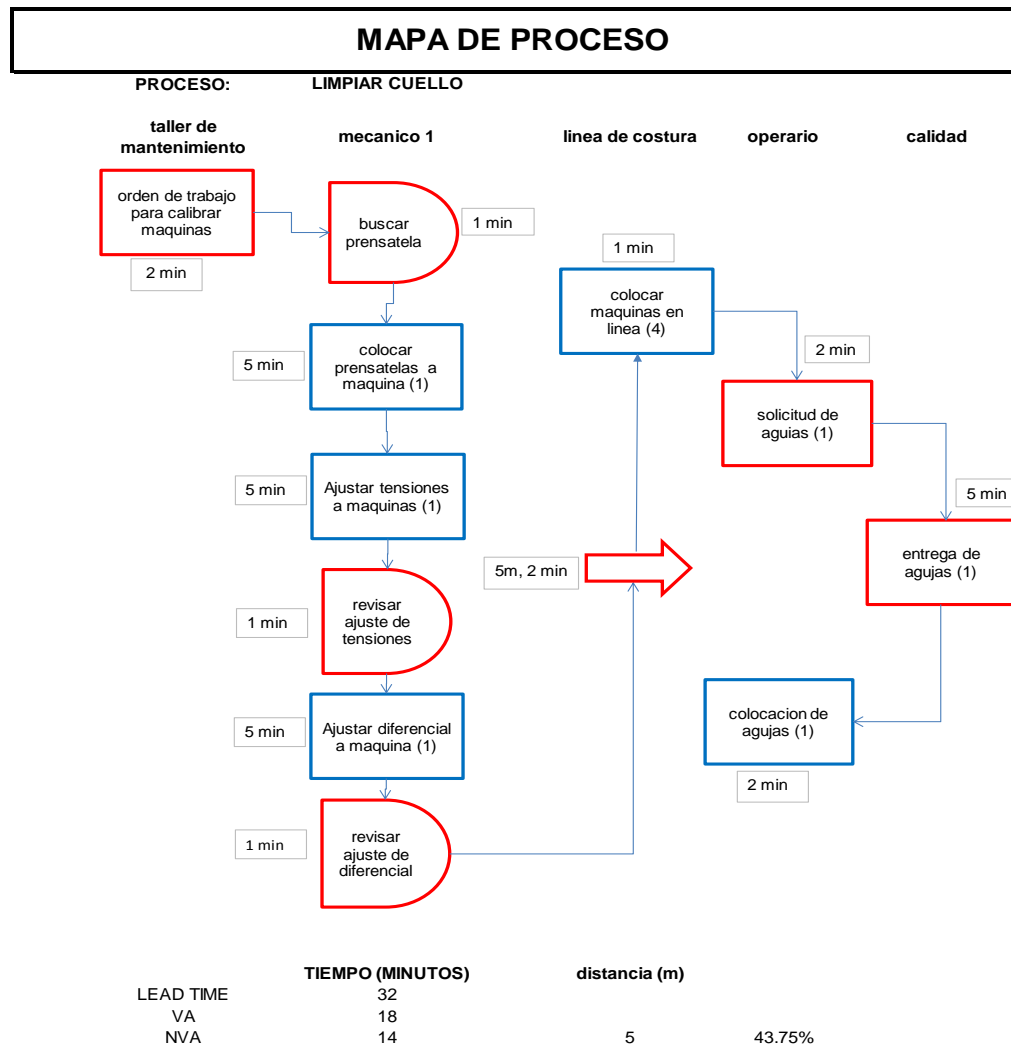 MAPA DE PROCESO
PROCESO: LIMPIAR CUELLO
taller de
mantenimiento
mecanico 1
linea de costura
operario
calidad
orden de trabajo
para calibrar
maquinas
2 min
buscar
prensatela
1 min
5 min
colocar
prensatelas a
maquina (1)
5 min
Ajustar tensiones
a maquinas (1)
1 min
revisar
ajuste de
tensiones
5 min
Ajustar diferencial
a maquina (1)
1 min
revisar
ajuste de
diferencial
5m, 2 min
1 min
colocar
maquinas en
linea (4)
2 min
solicitud de
aguias (1)
5 min
entrega de
agujas (1)
colocacion de
agujas (1)
2 min
TIEMPO (MINUTOS) distancia (m)
LEAD TIME 32
VA 18
NVA 14 5 43.75%